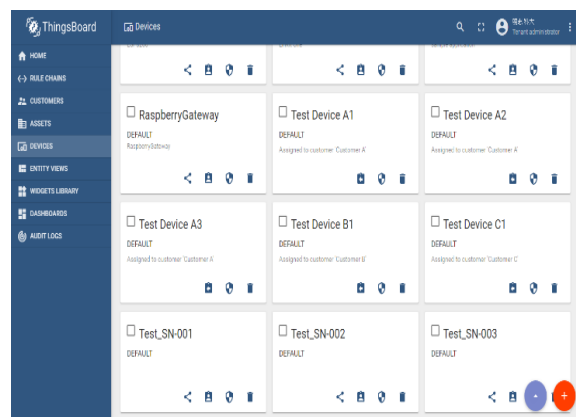 ThingsBoard
Devices
Tenant administrator
HOME
RULE CHAINS
CUSTOMERS
ASSETS
DEVICES
ENTITY VIEWS
WIDGETS LIBRARY
DASHBOARDS
AUDIT LOGS
RaspberryGateway
DEFAULT
RaspberryGateway
Test Device A1
DEFAULT
Assigned to customer 'Customer A'
Test Device A2
DEFAULT
Assigned to customer 'Customer A'
Test Device A3
DEFAULT
Assigned to customer 'Customer A'
Test Device B1
DEFAULT
Assigned to customer 'Customer B'
Test Device C1
DEFAULT
Assigned to customer 'Customer C'
Test_SN-001
DEFAULT
Test_SN-002
DEFAULT
Test_SN-003
DEFAULT